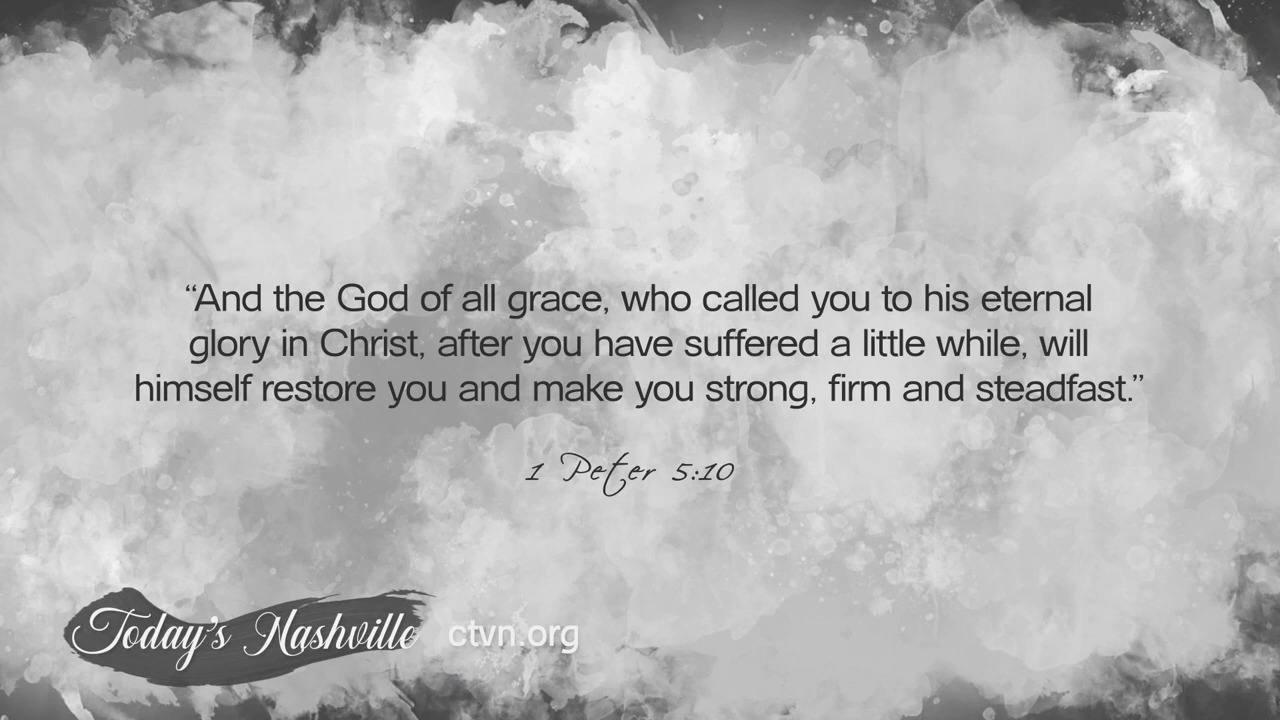 “And the God of all grace, who called you to his eternal
glory in Christ, after you have suffered a little while, will
himself restore you and make you strong, firm and steadfast.”
1 Peter 5:10
Today's Nashville
ctvn.org